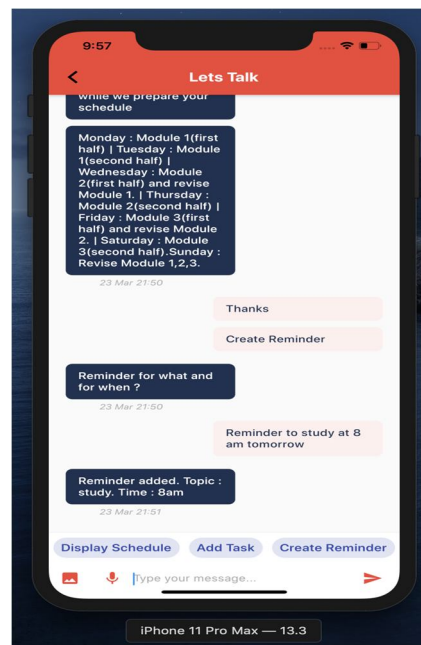 9:57
Lets Talk
while we prepare your
schedule
Monday : Module 1(first
half) | Tuesday : Module
1(second half) |
Wednesday : Module
2(first half) and revise
Module 1. | Thursday :
Module 2(second half) |
Friday : Module 3(first
half) and revise Module
2. | Saturday : Module
3(second half).Sunday :
Revise Module 1,2,3.
23 Mar 21:50
Thanks
Create Reminder
Reminder for what and
for when ?
23 Mar 21:50
Reminder to study at 8
am tomorrow
Reminder added. Topic :
study. Time : 8am
23 Mar 21:51
Display Schedule Add Task Create Reminder
Type your message...
iPhone 11 Pro Max — 13.3